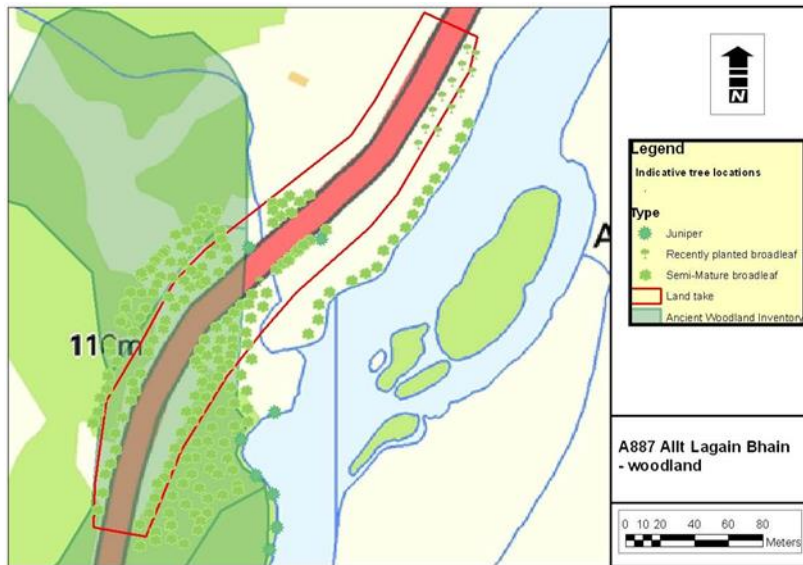 N
Legend
Indicative tree locations
Type
Juniper
Recently planted broadleaf
Semi-Mature broadleaf
Land take
Ancient Woodland Inventory
110m
A
A887 Allt Lagain Bhain
- woodland
0 10 20 40 60 80
Meters